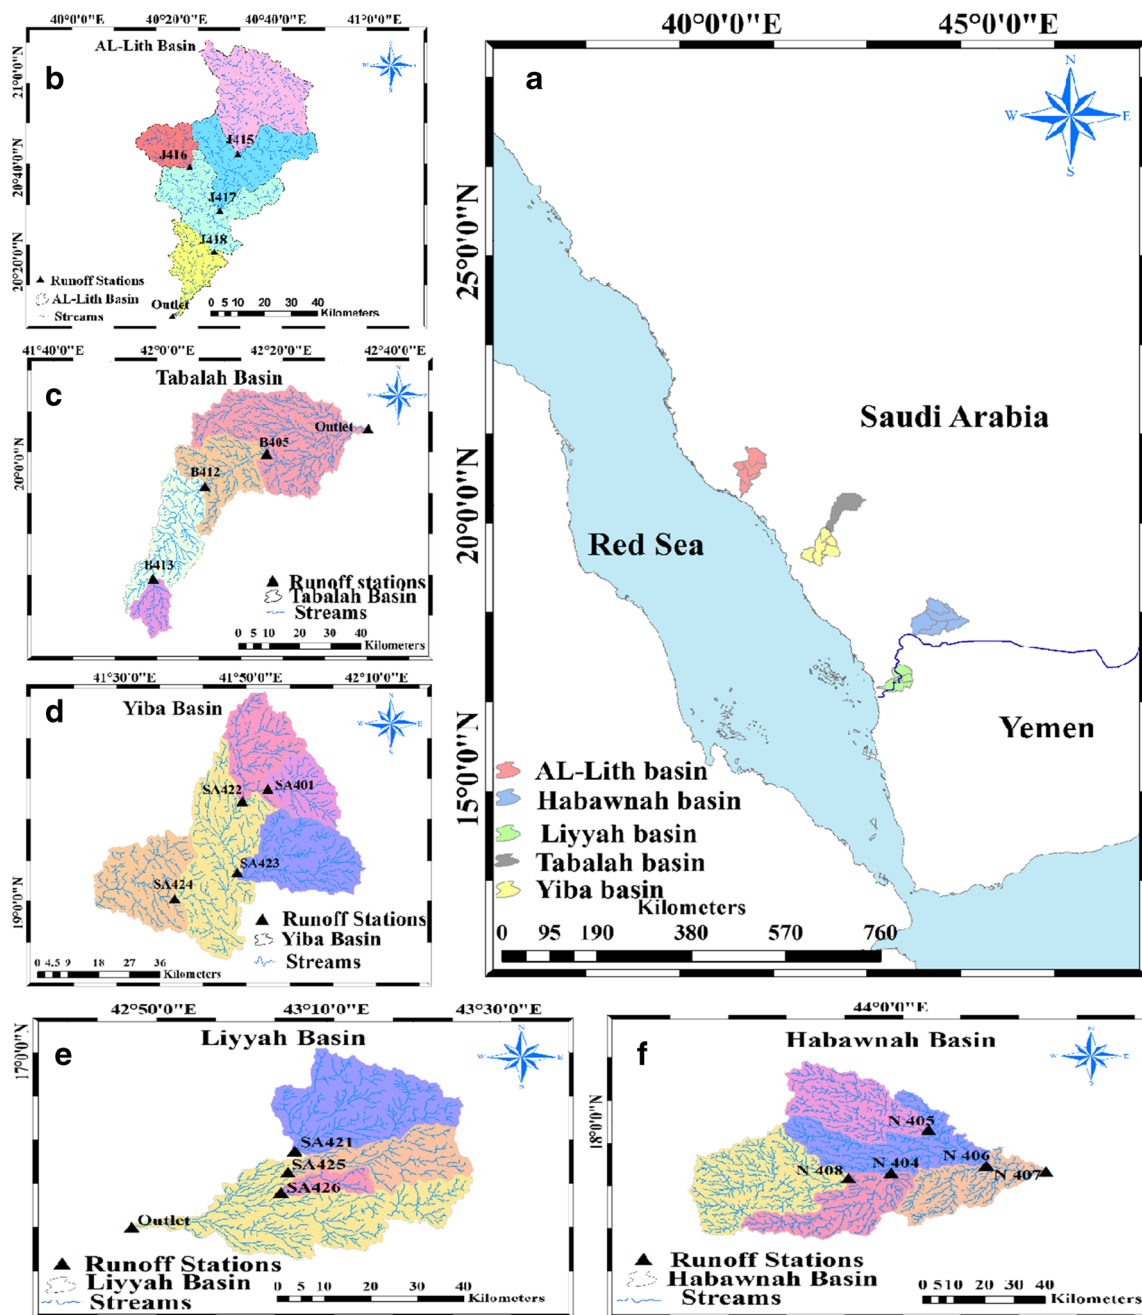 40°0'0"E 40°20'0"E 40°40'0"E 41°0'0"E
AL-Lith Basin
b
N
W E
S
21°0'0"N
20°40'0"N
20°20'0"N
J415
J416
J417
J418
Outlet
Runoff Stations
AL-Lith Basin
Streams
0 5 10 20 30 40
Kilometers
41°40'0"E 42°0'0"E 42°20'0"E 42°40'0"E
Tabalah Basin
c
N
W E
S
20°0'0"N
Outlet
B405
B412
B413
Runoff stations
Tabalah Basin
Streams
0 5 10 20 30 40
Kilometers
41°30'0"E 41°50'0"E 42°10'0"E
Yiba Basin
d
N
W E
S
19°0'0"N
SA422
SA401
SA423
SA424
Runoff Stations
Yiba Basin
Streams
0 4.5 9 18 27 36
Kilometers
40°0'0"E 45°0'0"E
a
N
W E
S
25°0'0"N
20°0'0"N
15°0'0"N
Saudi Arabia
Red Sea
Yemen
AL-Lith basin
Habawnah basin
Liyyah basin
Tabalah basin
Yiba basin
Kilometers
0 95 190 380 570 760
42°50'0"E 43°10'0"E 43°30'0"E
Liyyah Basin
e
N
W E
S
17°0'0"N
SA421
SA425
SA426
Outlet
Runoff Stations
Liyyah Basin
Streams
0 5 10 20 30 40
Kilometers
44°0'0"E
Habawnah Basin
f
N
W E
S
18°0'0"N
N 405
N 406
N 404
N 408
N 407
Runoff Stations
Habawnah Basin
Streams
0 5 10 20 30 40
Kilometers